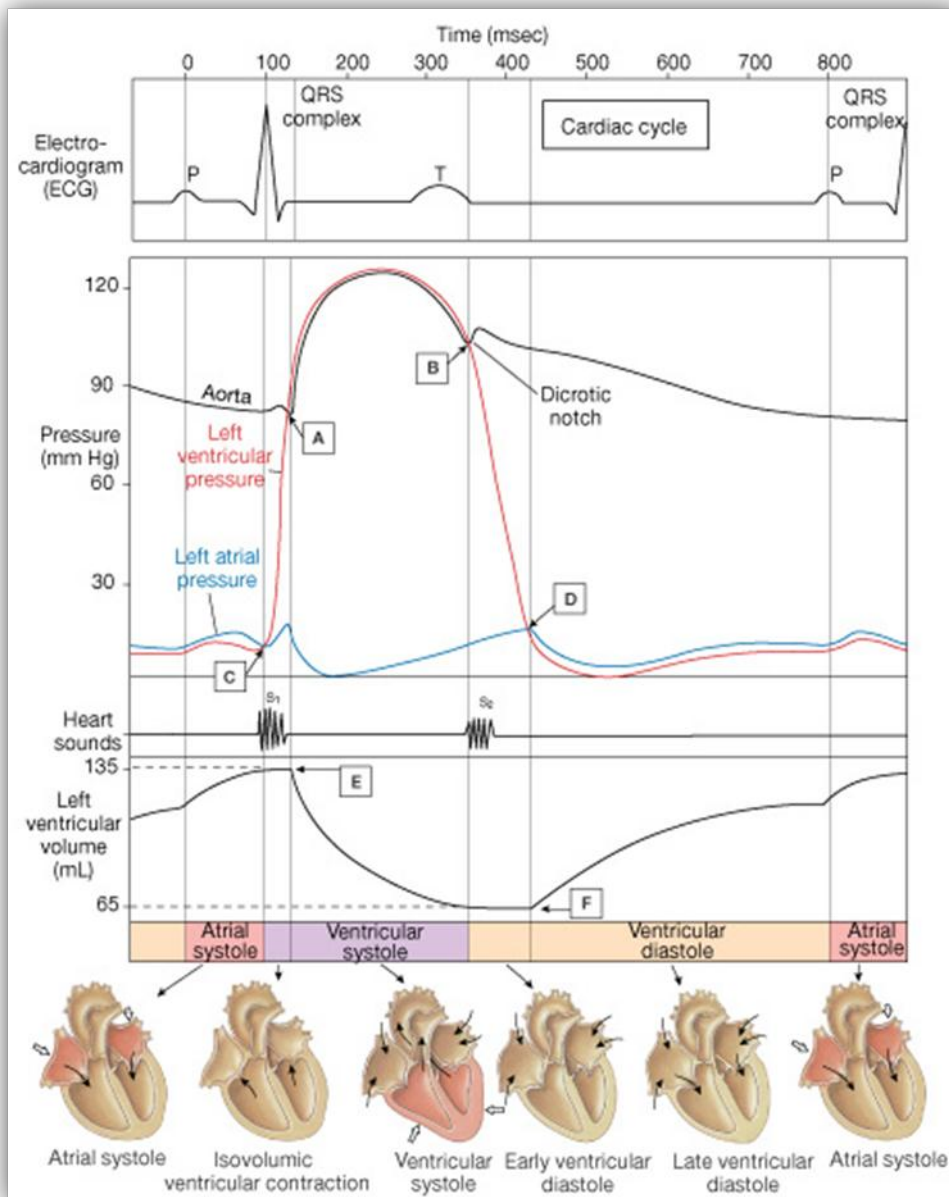 Time (msec)
0 100 200 300 400 500 600 700 800
QRS
complex
Cardiac cycle
QRS
complex
Electro-
cardiogram
(ECG)
P
T
P
120
90
60
30
Pressure
(mm Hg)
Aorta
A
B
Dicrotic
notch
Left
ventricular
pressure
Left atrial
pressure
C
D
Heart
sounds
S1
S2
135
Left
ventricular
volume
(mL)
65
E
F
Atrial
systole
Ventricular
systole
Ventricular
diastole
Atrial
systole
Atrial systole
Isovolumic
ventricular contraction
Ventricular
systole
Early ventricular
diastole
Late ventricular
diastole
Atrial systole